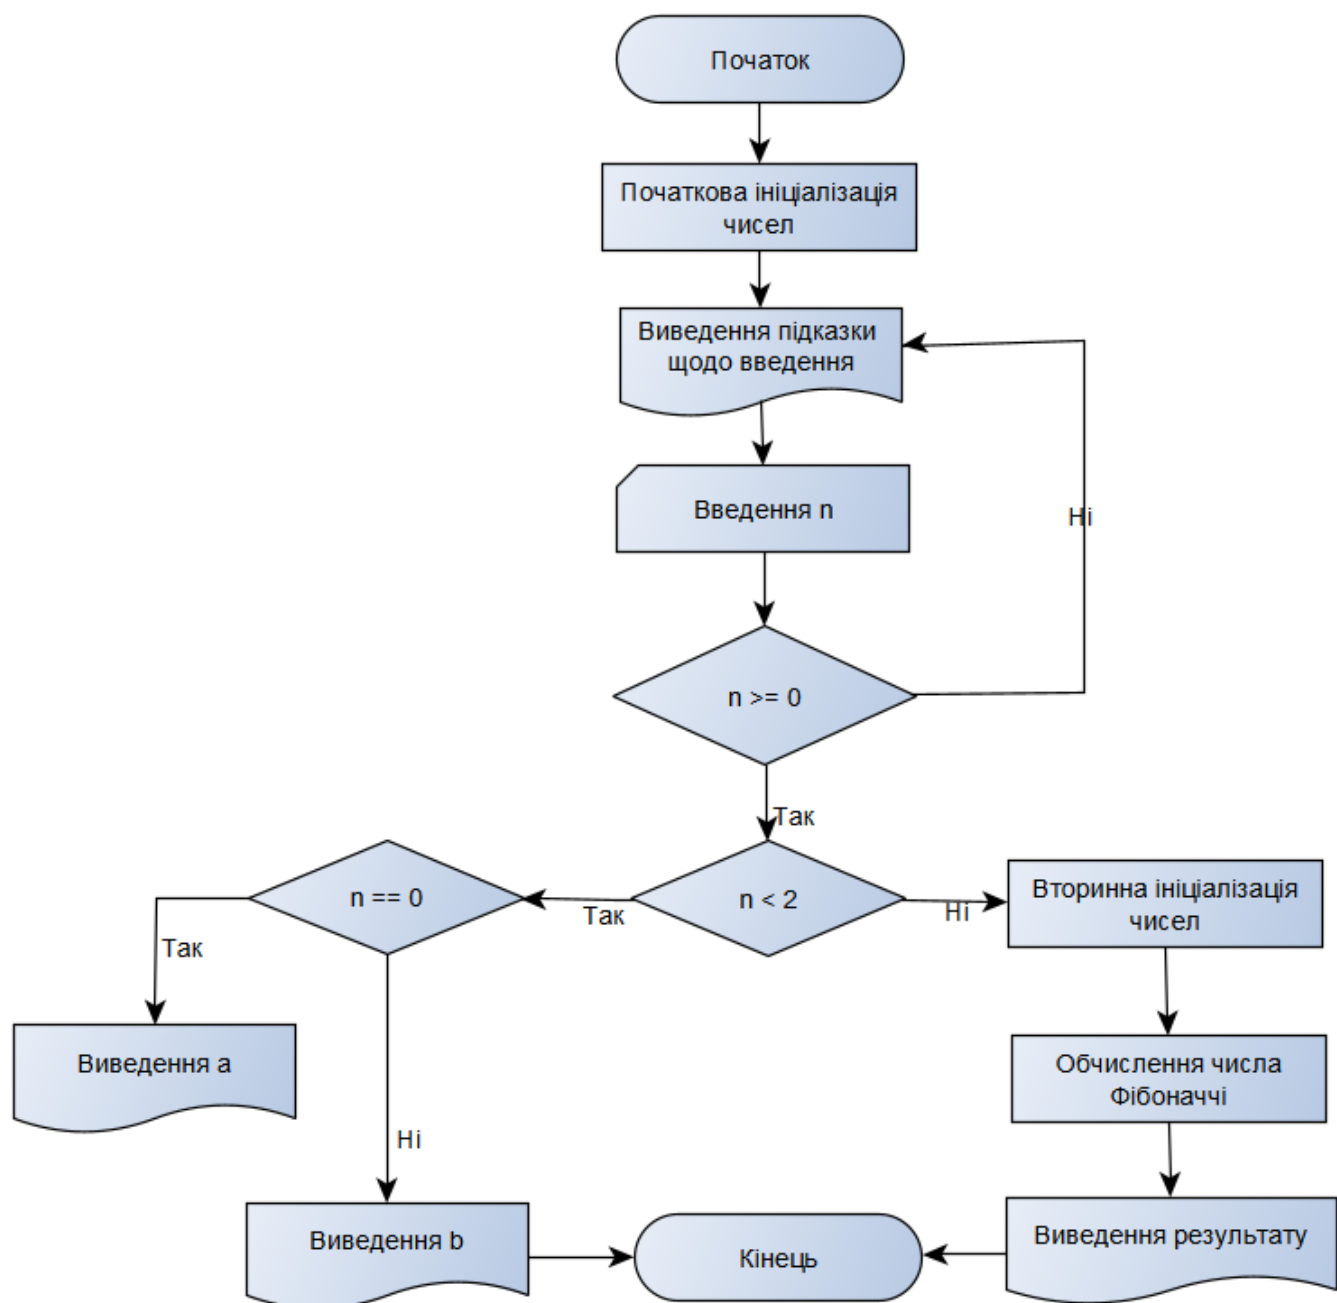 Початок
Початкова ініціалізація
чисел
Виведення підказки
щодо введення
Введення n
Ні
n >= 0
Так
n == 0
Так
n < 2
Ні
Вторинна ініціалізація
чисел
Так
Виведення a
Обчислення числа
Фібоначчі
Ні
Виведення b
Кінець
Виведення результату